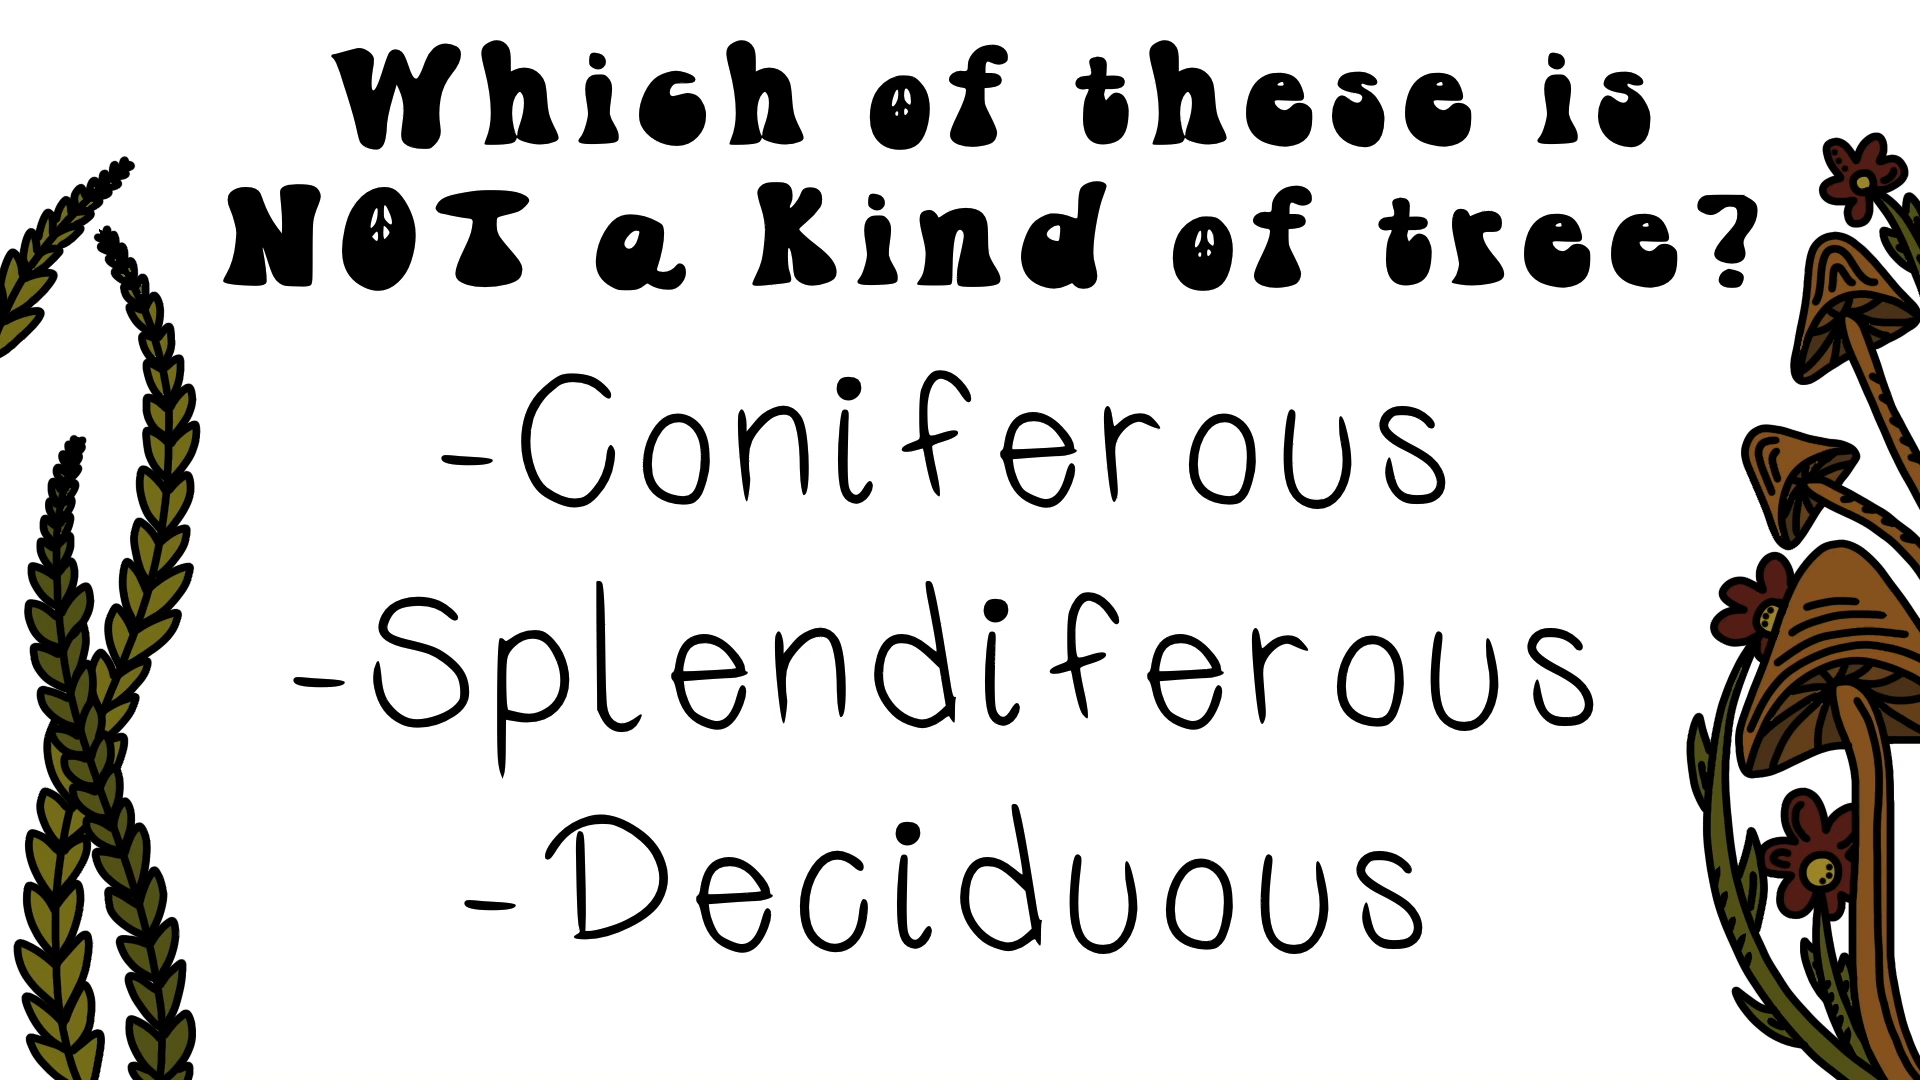 Which of these is
NOT a Kind of tree?
-Coniferous
-Splendiferous
-Deciduous